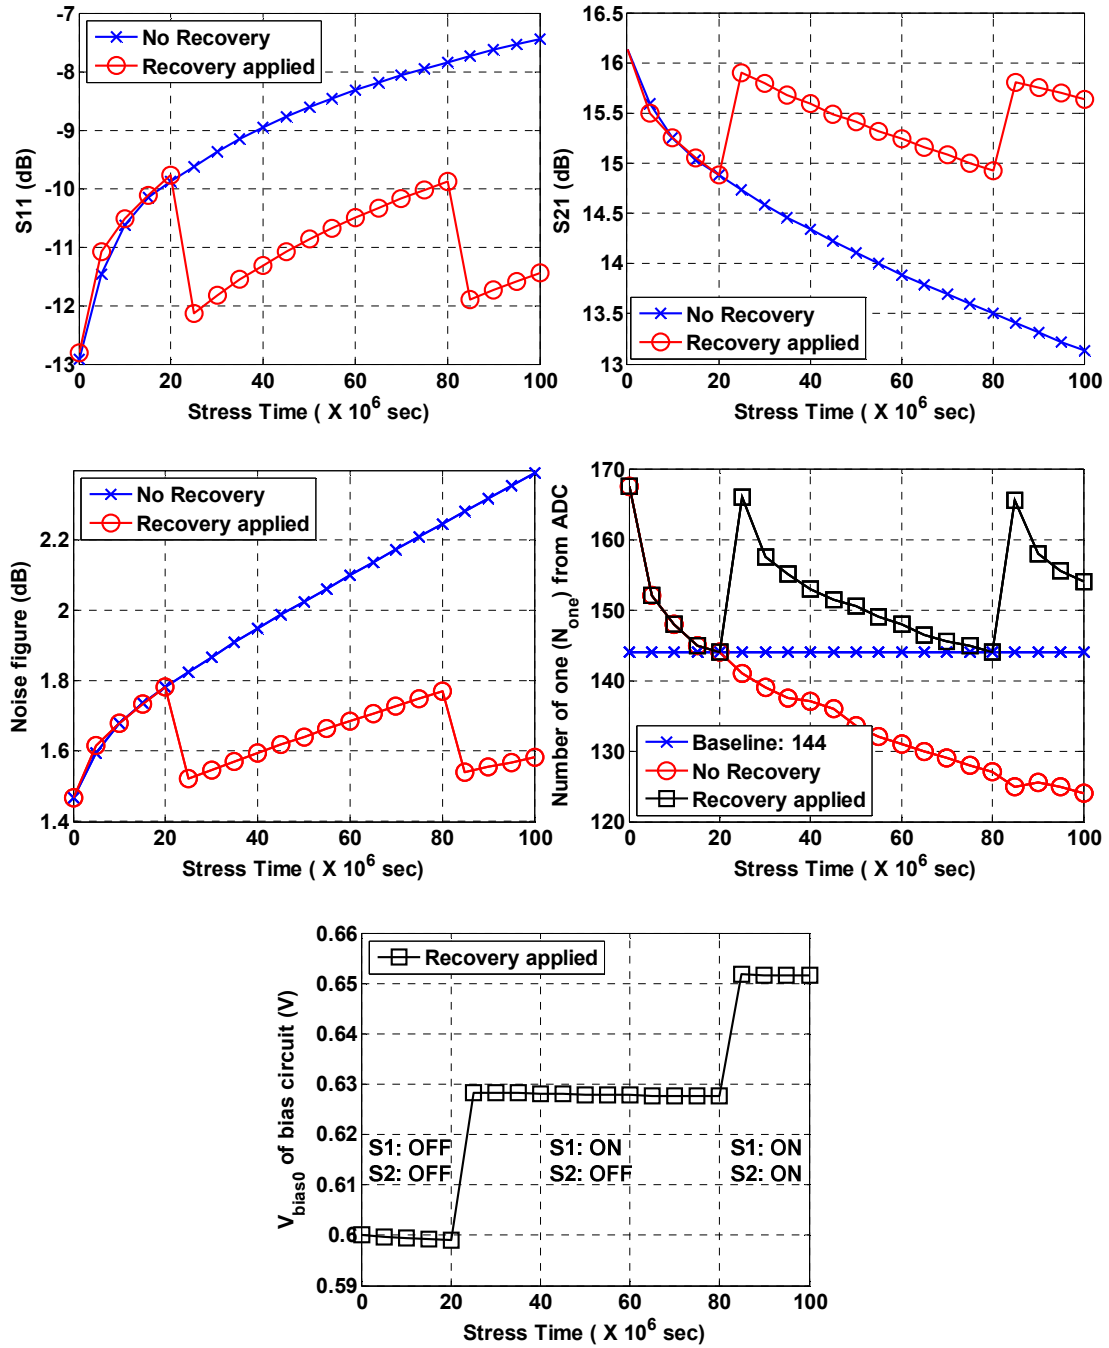 -7
-8
-9
-10
-11
-12
-13
S11 (dB)
No Recovery
Recovery applied
0 20 40 60 80 100
Stress Time ( X 10^6 sec)
16.5
16
15.5
15
14.5
14
13.5
13
S21 (dB)
No Recovery
Recovery applied
0 20 40 60 80 100
Stress Time ( X 10^6 sec)
2.2
2
1.8
1.6
1.4
Noise figure (dB)
No Recovery
Recovery applied
0 20 40 60 80 100
Stress Time ( X 10^6 sec)
170
160
150
140
130
120
Number of one (N_one) from ADC
Baseline: 144
No Recovery
Recovery applied
0 20 40 60 80 100
Stress Time ( X 10^6 sec)
0.66
0.65
0.64
0.63
0.62
0.61
0.6
0.59
V_bias0 of bias circuit (V)
Recovery applied
S1: OFF S1: ON S1: ON
S2: OFF S2: OFF S2: ON
0 20 40 60 80 100
Stress Time ( X 10^6 sec)